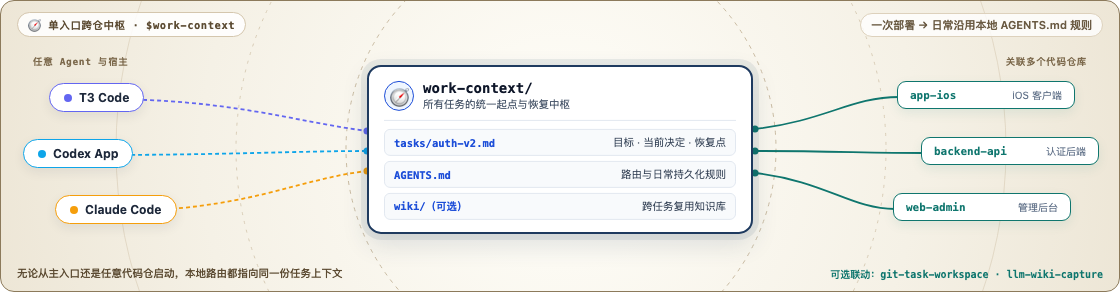 单入口跨仓中枢 · $work-context
一次部署 → 日常沿用本地 AGENTS.md 规则
任意 Agent 与宿主
关联多个代码仓库
T3 Code
Codex App
Claude Code
work-context/
所有任务的统一起点与恢复中枢
tasks/auth-v2.md 目标 · 当前决定 · 恢复点
AGENTS.md 路由与日常持久化规则
wiki/ (可选) 跨任务复用知识库
app-ios iOS 客户端
backend-api 认证后端
web-admin 管理后台
无论从主入口还是任意代码仓启动，本地路由都指向同一份任务上下文
可选联动：git-task-workspace · llm-wiki-capture